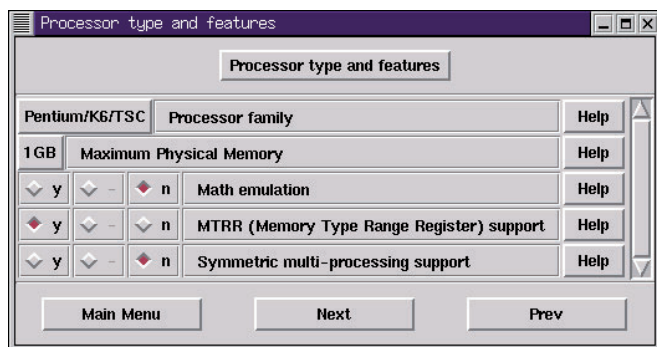 Processor type and features
Processor type and features
Pentium/K6/TSC Processor family Help
1GB Maximum Physical Memory Help
y - n Math emulation Help
y - n MTRR (Memory Type Range Register) support Help
y - n Symmetric multi-processing support Help
Main Menu Next Prev